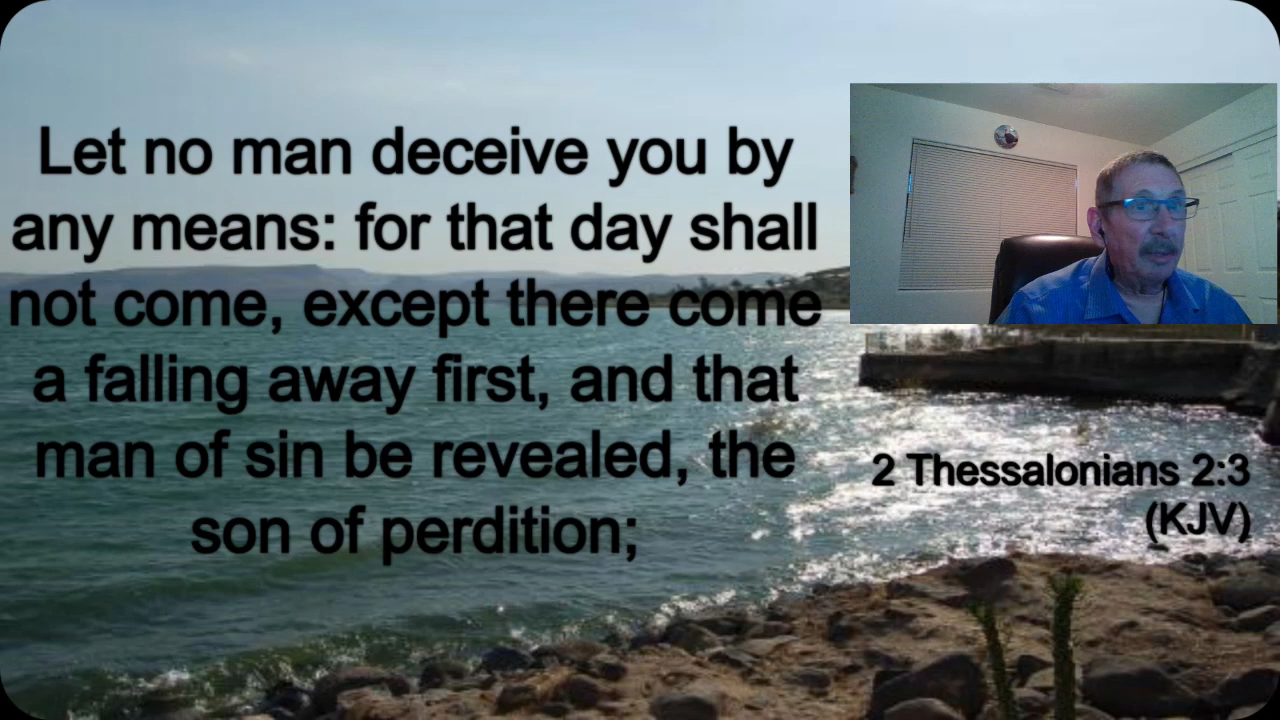 Let no man deceive you by
any means: for that day shall
not come, except there come
a falling away first, and that
man of sin be revealed, the
son of perdition;
2 Thessalonians 2:3
(KJV)